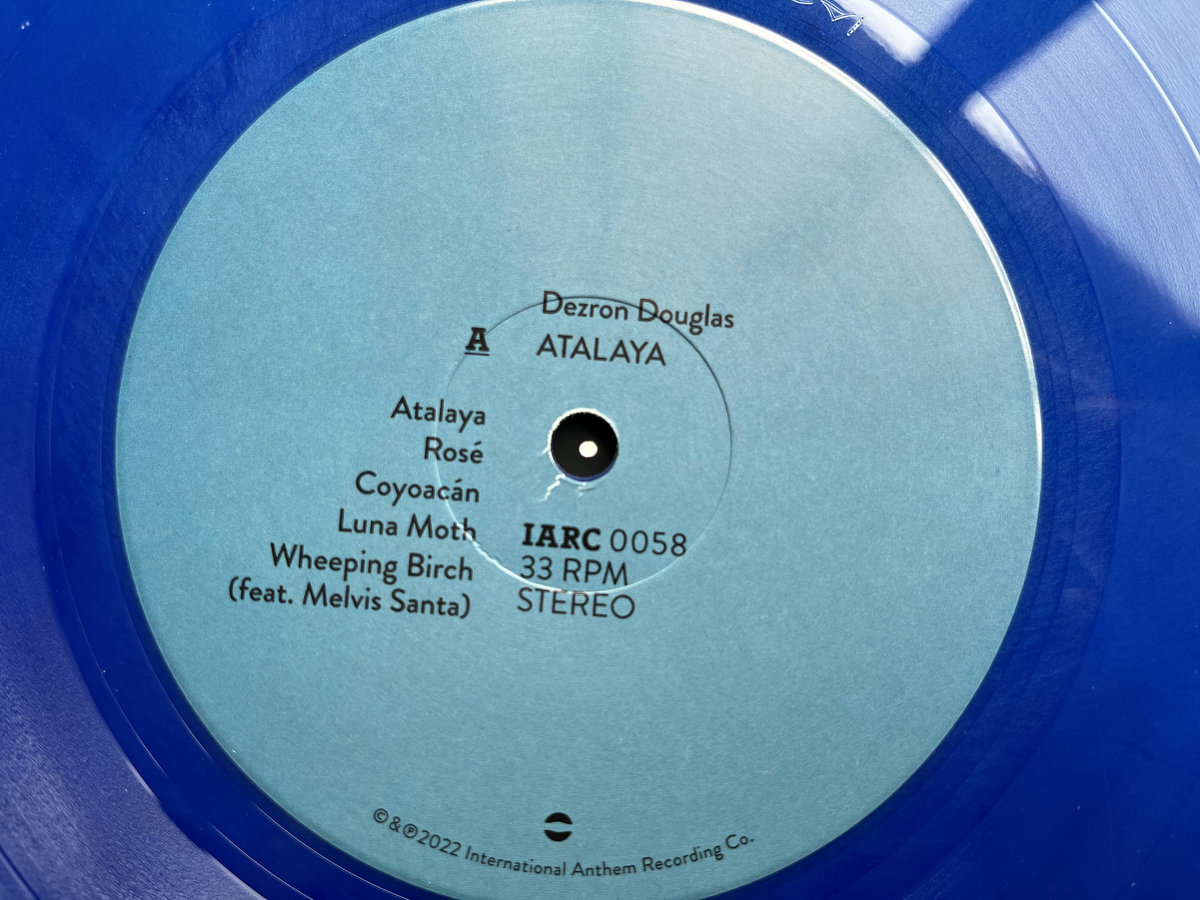 Dezron Douglas
A ATALAYA
Atalaya
Rosé
Coyoacán
Luna Moth
Wheeping Birch
(feat. Melvis Santa)
IARC 0058
33 RPM
STEREO
©&℗2022 International Anthem Recording Co.